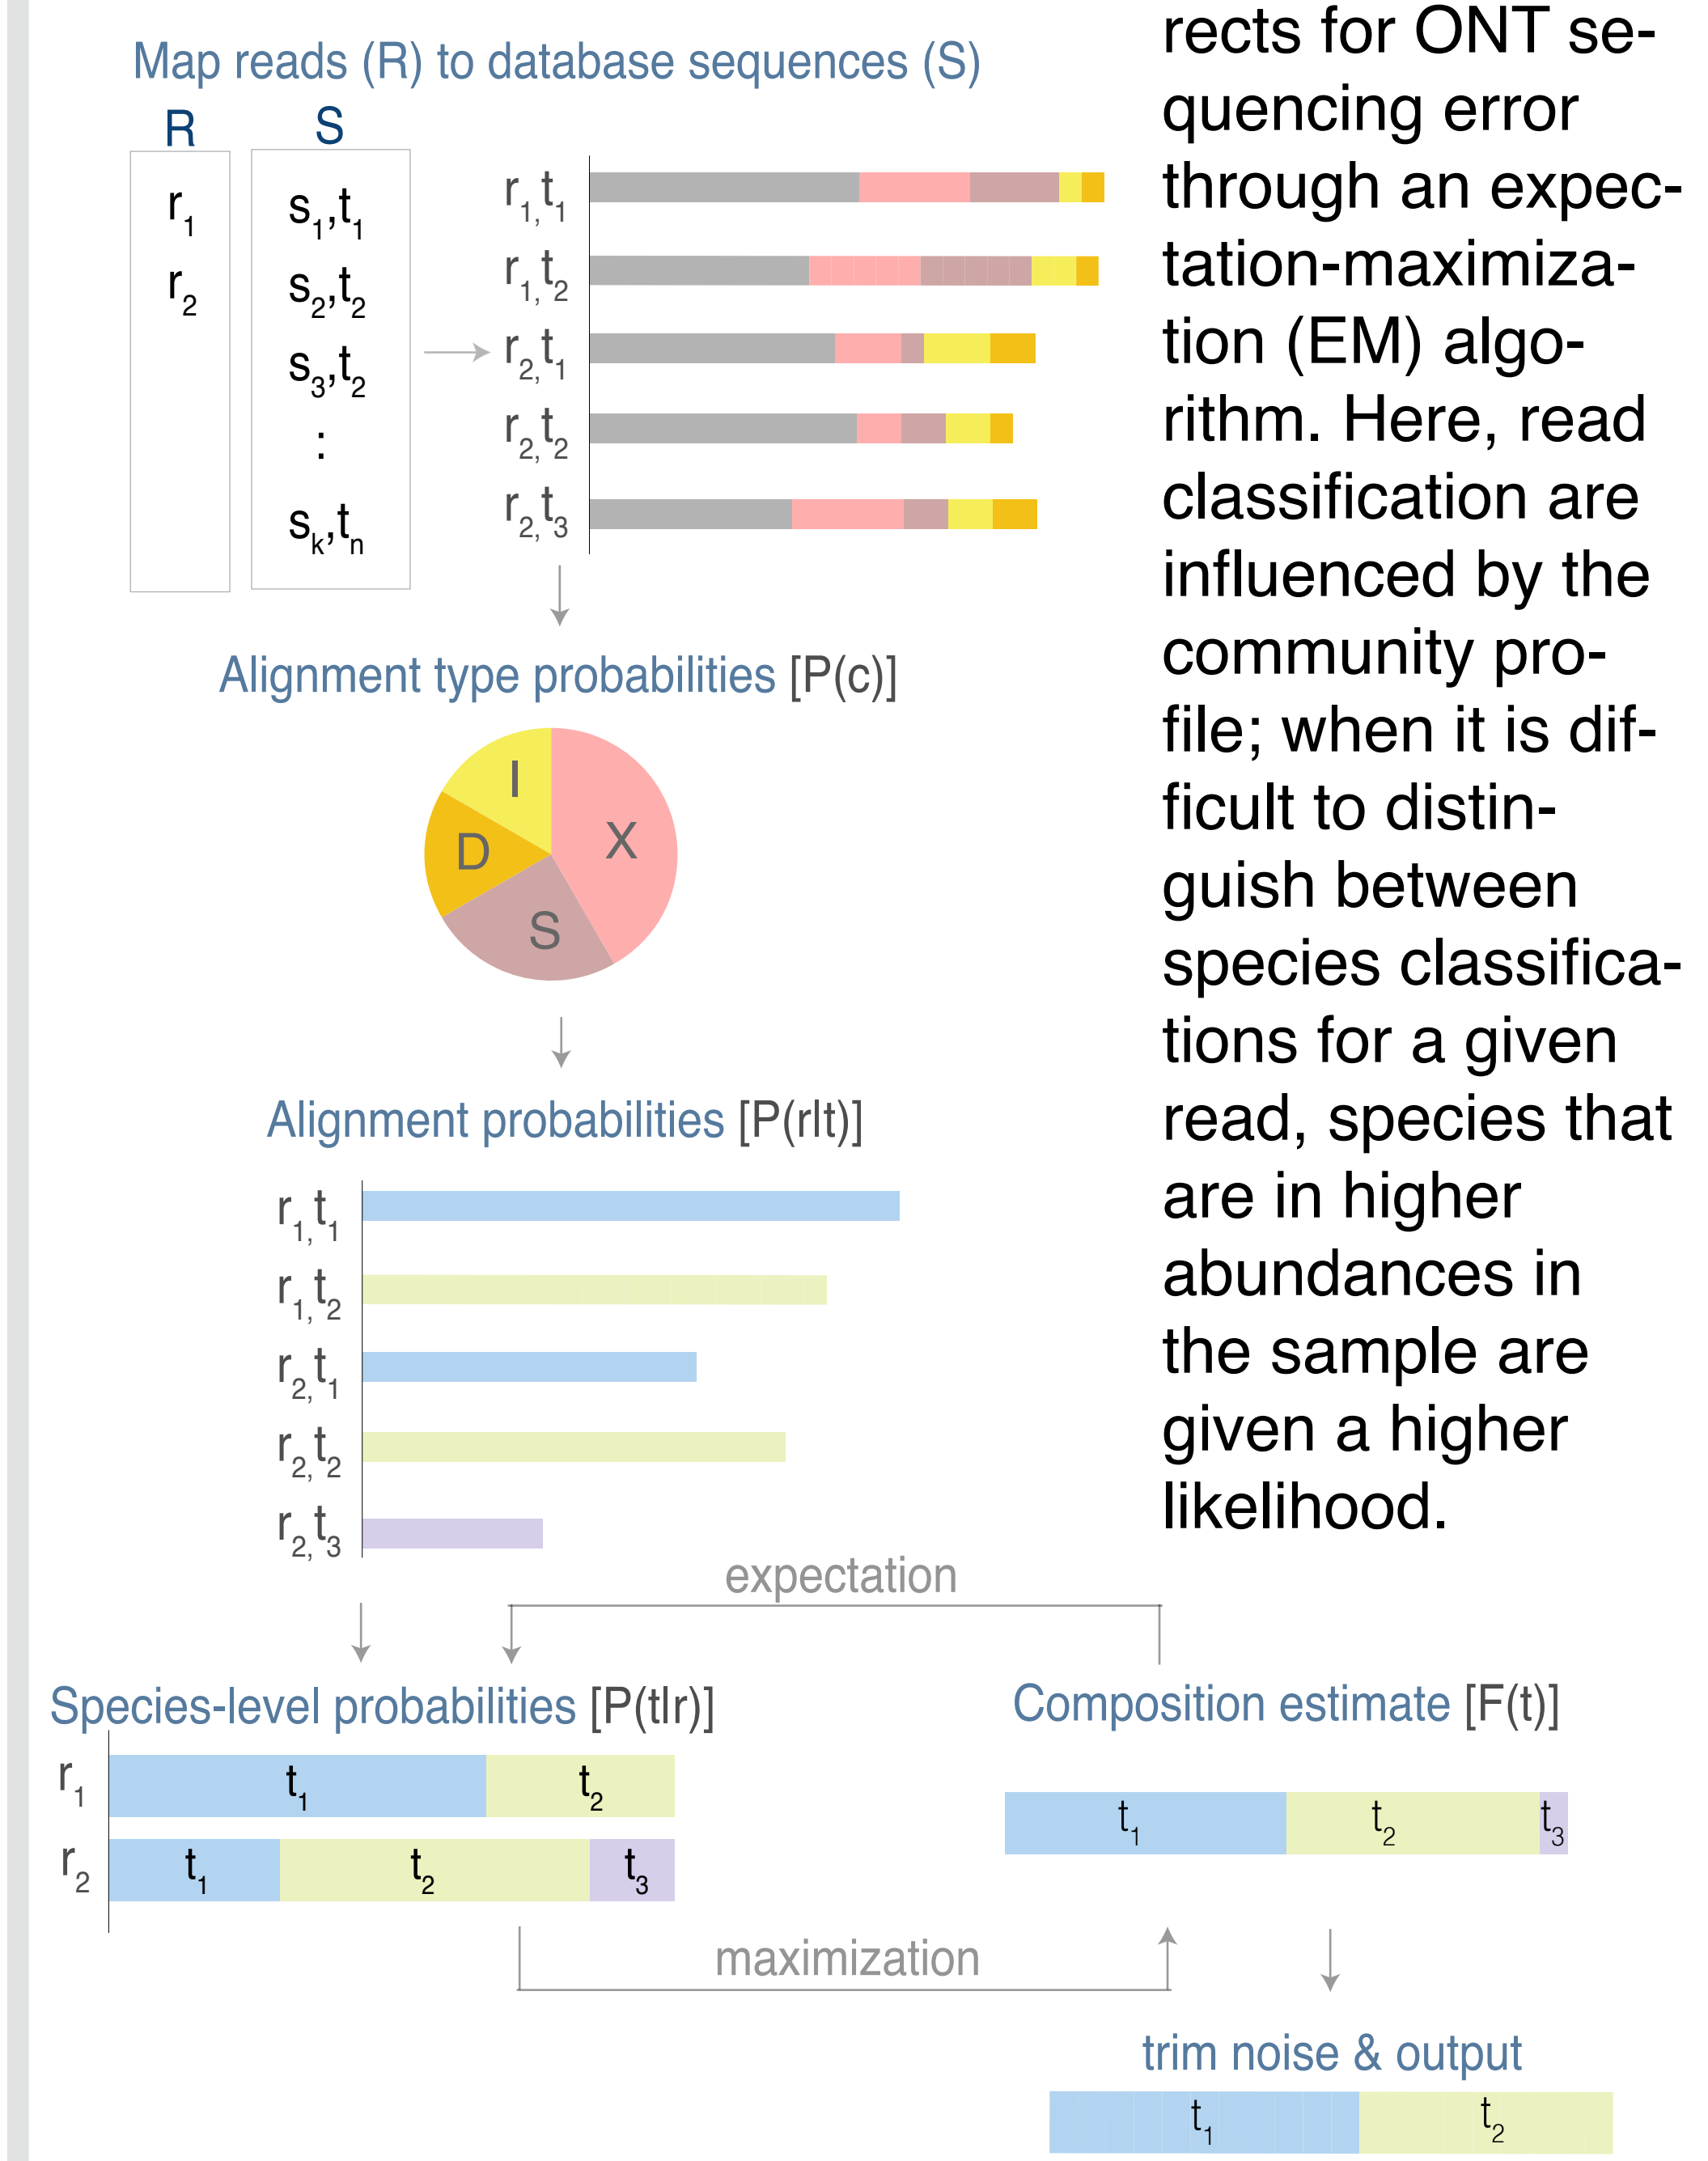 Map reads (R) to database sequences (S)
R
S
r1
r2
s1,t1
s2,t2
s3,t2
:
sk,tn
r1,t1
r1,t2
r2,t1
r2,t2
r2,t3
Alignment type probabilities [P(c)]
I
X
D
S
Alignment probabilities [P(r|t)]
r1,t1
r1,t2
r2,t1
r2,t2
r2,t3
expectation
Species-level probabilities [P(t|r)]
r1
t1
t2
r2
t1
t2
t3
Composition estimate [F(t)]
t1
t2
t3
maximization
trim noise & output
t1
t2
rects for ONT se-
quencing error
through an expec-
tation-maximiza-
tion (EM) algo-
rithm. Here, read
classification are
influenced by the
community pro-
file; when it is dif-
ficult to distin-
guish between
species classifica-
tions for a given
read, species that
are in higher
abundances in
the sample are
given a higher
likelihood.